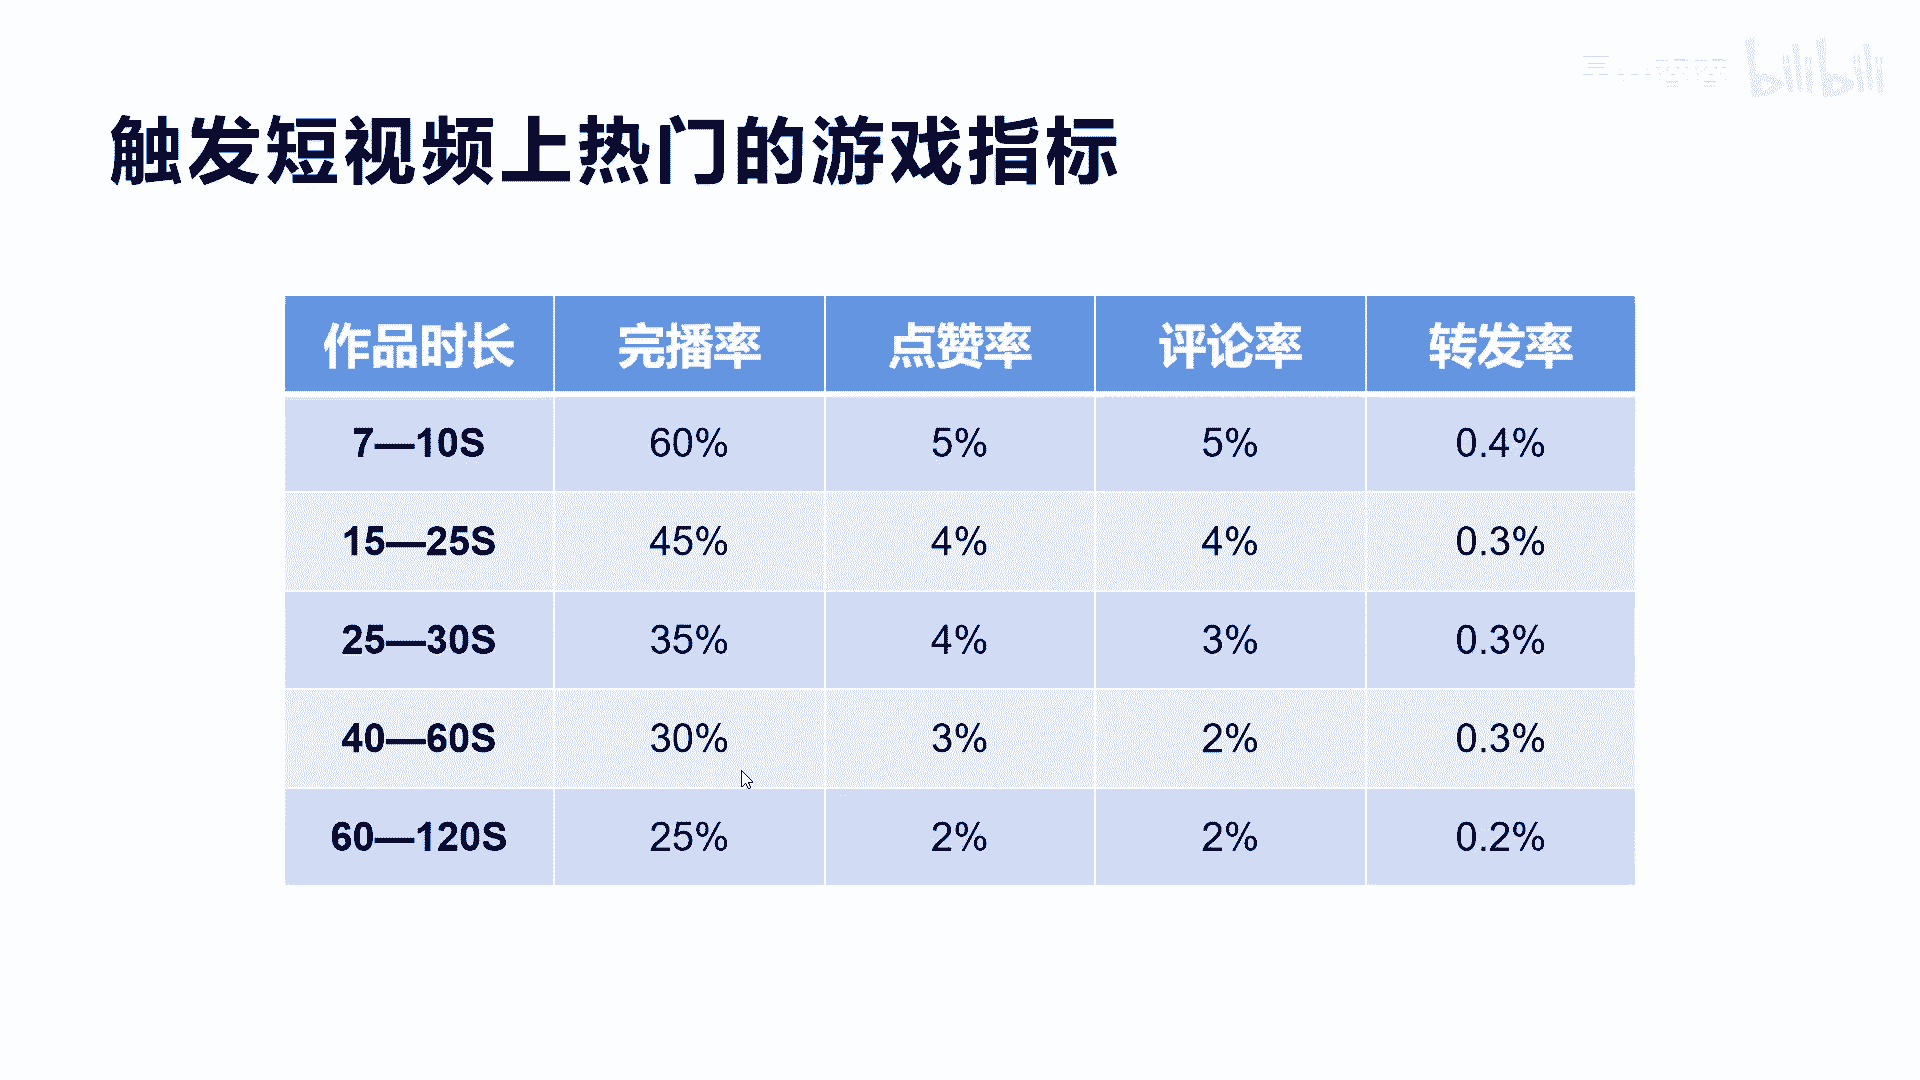 bilibili
触发短视频上热门的游戏指标
作品时长 完播率 点赞率 评论率 转发率
7—10S 60% 5% 5% 0.4%
15—25S 45% 4% 4% 0.3%
25—30S 35% 4% 3% 0.3%
40—60S 30% 3% 2% 0.3%
60—120S 25% 2% 2% 0.2%